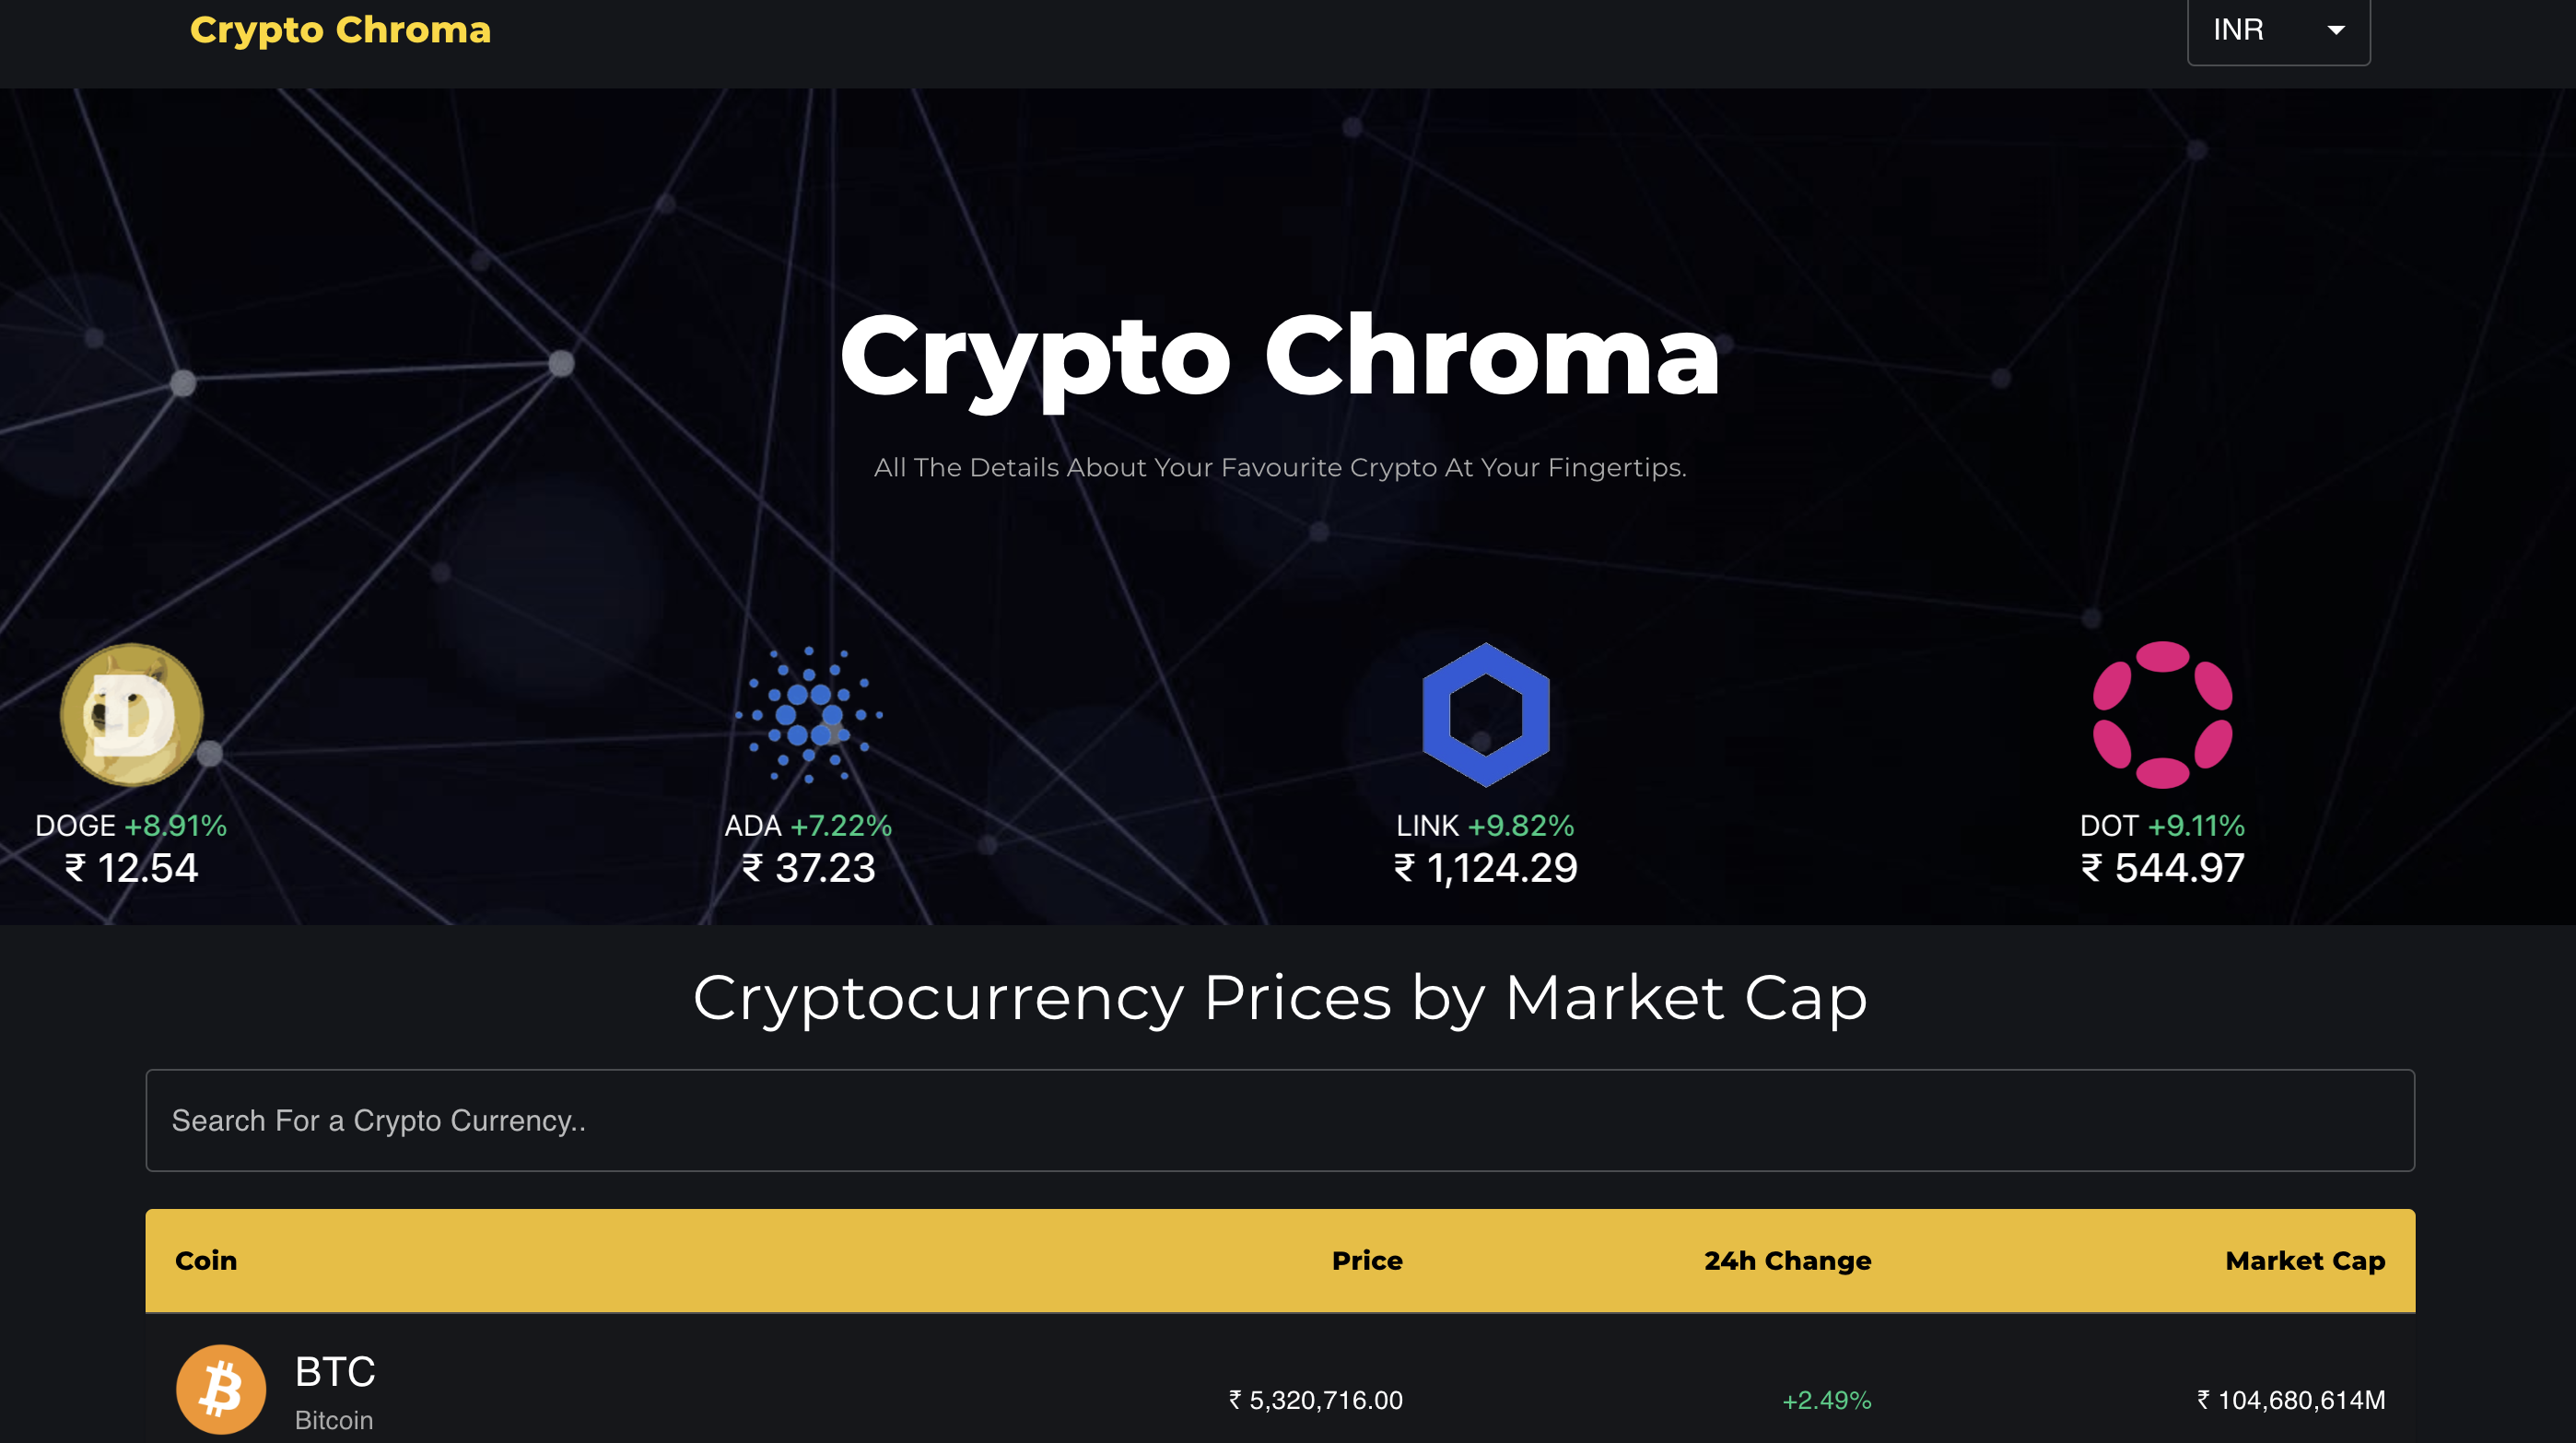 Crypto Chroma
INR
Crypto Chroma
All The Details About Your Favourite Crypto At Your Fingertips.
DOGE +8.91%
₹ 12.54
ADA +7.22%
₹ 37.23
LINK +9.82%
₹ 1,124.29
DOT +9.11%
₹ 544.97
Cryptocurrency Prices by Market Cap
Search For a Crypto Currency..
Coin Price 24h Change Market Cap
BTC
Bitcoin
₹ 5,320,716.00 +2.49% ₹ 104,680,614M